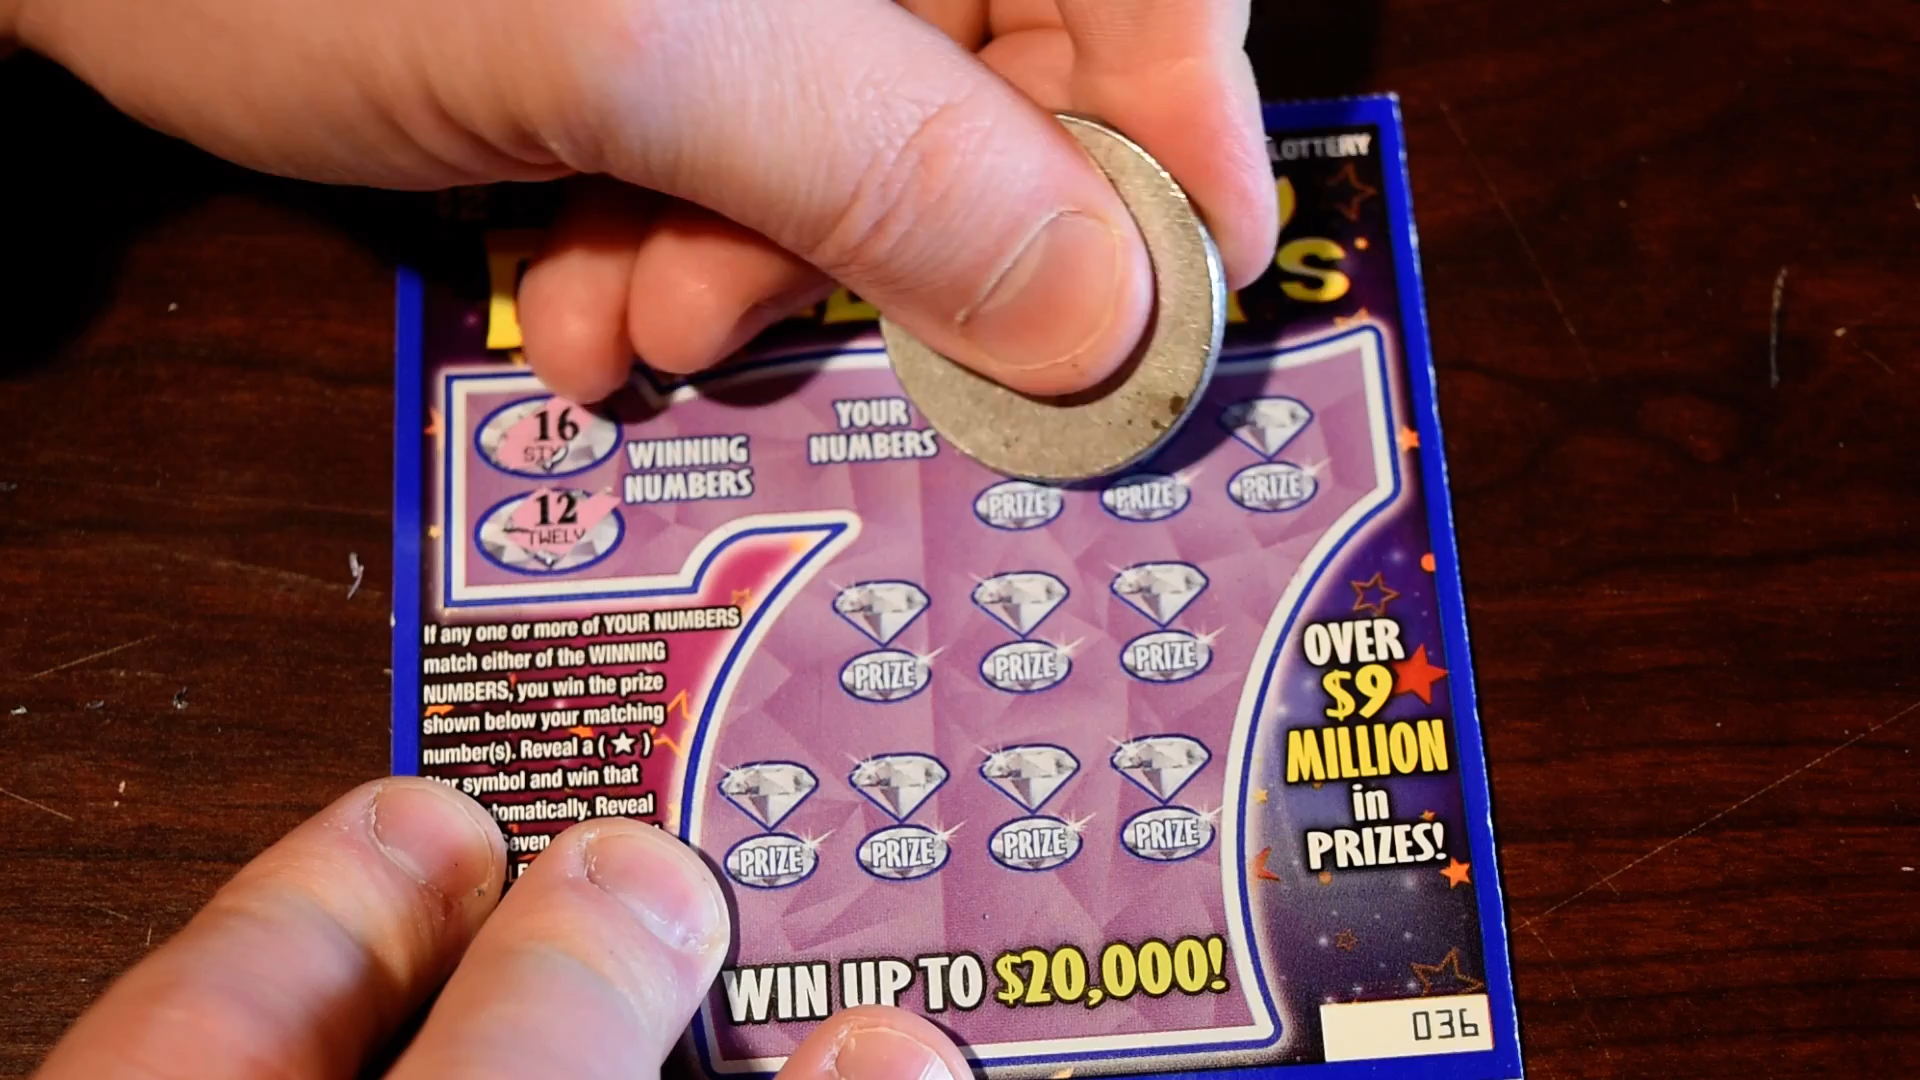 LOTTERY
S
16
12
TWELV
WINNING
NUMBERS
YOUR
NUMBERS
PRIZE PRIZE PRIZE
PRIZE PRIZE PRIZE
PRIZE PRIZE PRIZE PRIZE
If any one or more of YOUR NUMBERS
match either of the WINNING
NUMBERS, you win the prize
shown below your matching
number(s). Reveal a ( ★ )
symbol and win that
Reveal
OVER
$9
MILLION
in
PRIZES!
WIN UP TO $20,000!
036